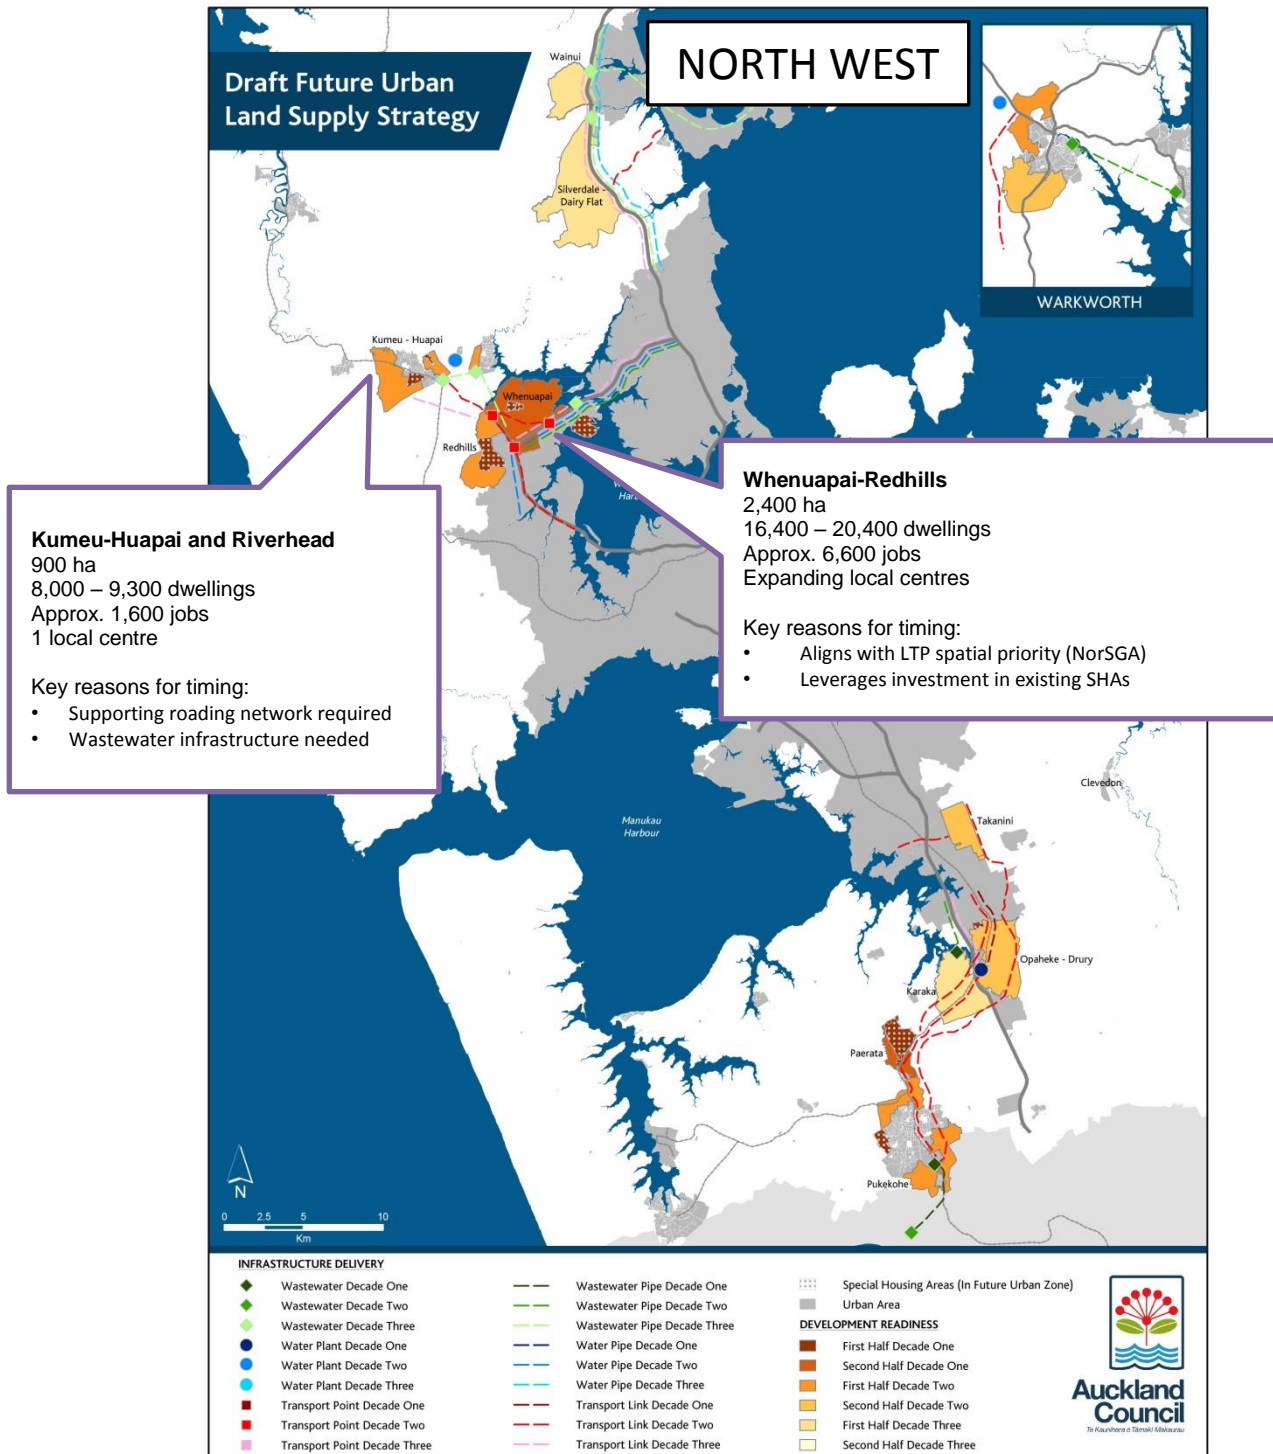 Draft Future Urban
Land Supply Strategy
NORTH WEST
Wainui
Silverdale -
Dairy Flat
WARKWORTH
Kumeu - Huapai
Whenuapai
Redhills
Kumeu-Huapai and Riverhead
900 ha
8,000 – 9,300 dwellings
Approx. 1,600 jobs
1 local centre
Key reasons for timing:
• Supporting roading network required
• Wastewater infrastructure needed
Whenuapai-Redhills
2,400 ha
16,400 – 20,400 dwellings
Approx. 6,600 jobs
Expanding local centres
Key reasons for timing:
• Aligns with LTP spatial priority (NorSGA)
• Leverages investment in existing SHAs
Clevedon
Takanini
Manukau
Harbour
Opaheke - Drury
Karaka
Paerata
Pukekohe
N
0 2.5 5 10
Km
INFRASTRUCTURE DELIVERY
Wastewater Decade One
Wastewater Decade Two
Wastewater Decade Three
Water Plant Decade One
Water Plant Decade Two
Water Plant Decade Three
Transport Point Decade One
Transport Point Decade Two
Transport Point Decade Three
Wastewater Pipe Decade One
Wastewater Pipe Decade Two
Wastewater Pipe Decade Three
Water Pipe Decade One
Water Pipe Decade Two
Water Pipe Decade Three
Transport Link Decade One
Transport Link Decade Two
Transport Link Decade Three
Special Housing Areas (In Future Urban Zone)
Urban Area
DEVELOPMENT READINESS
First Half Decade One
Second Half Decade One
First Half Decade Two
Second Half Decade Two
First Half Decade Three
Second Half Decade Three
Auckland
Council
Te Kaunihera o Tāmaki Makaurau